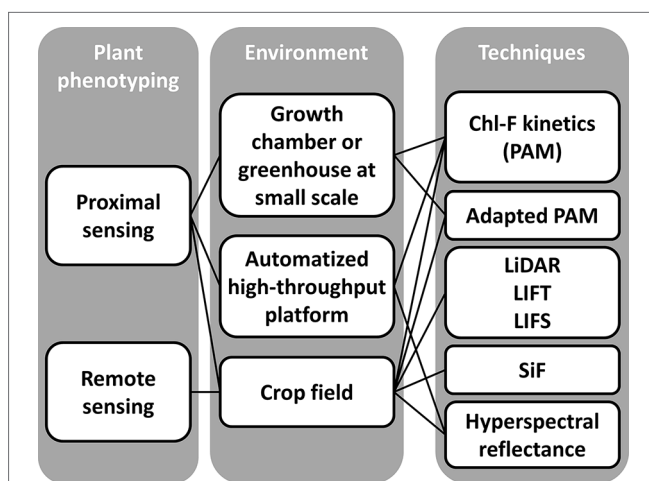 Plant
phenotyping
Proximal
sensing
Remote
sensing
Environment
Growth
chamber or
greenhouse at
small scale
Automatized
high-throughput
platform
Crop field
Techniques
Chl-F kinetics
(PAM)
Adapted PAM
LiDAR
LIFT
LIFS
SiF
Hyperspectral
reflectance